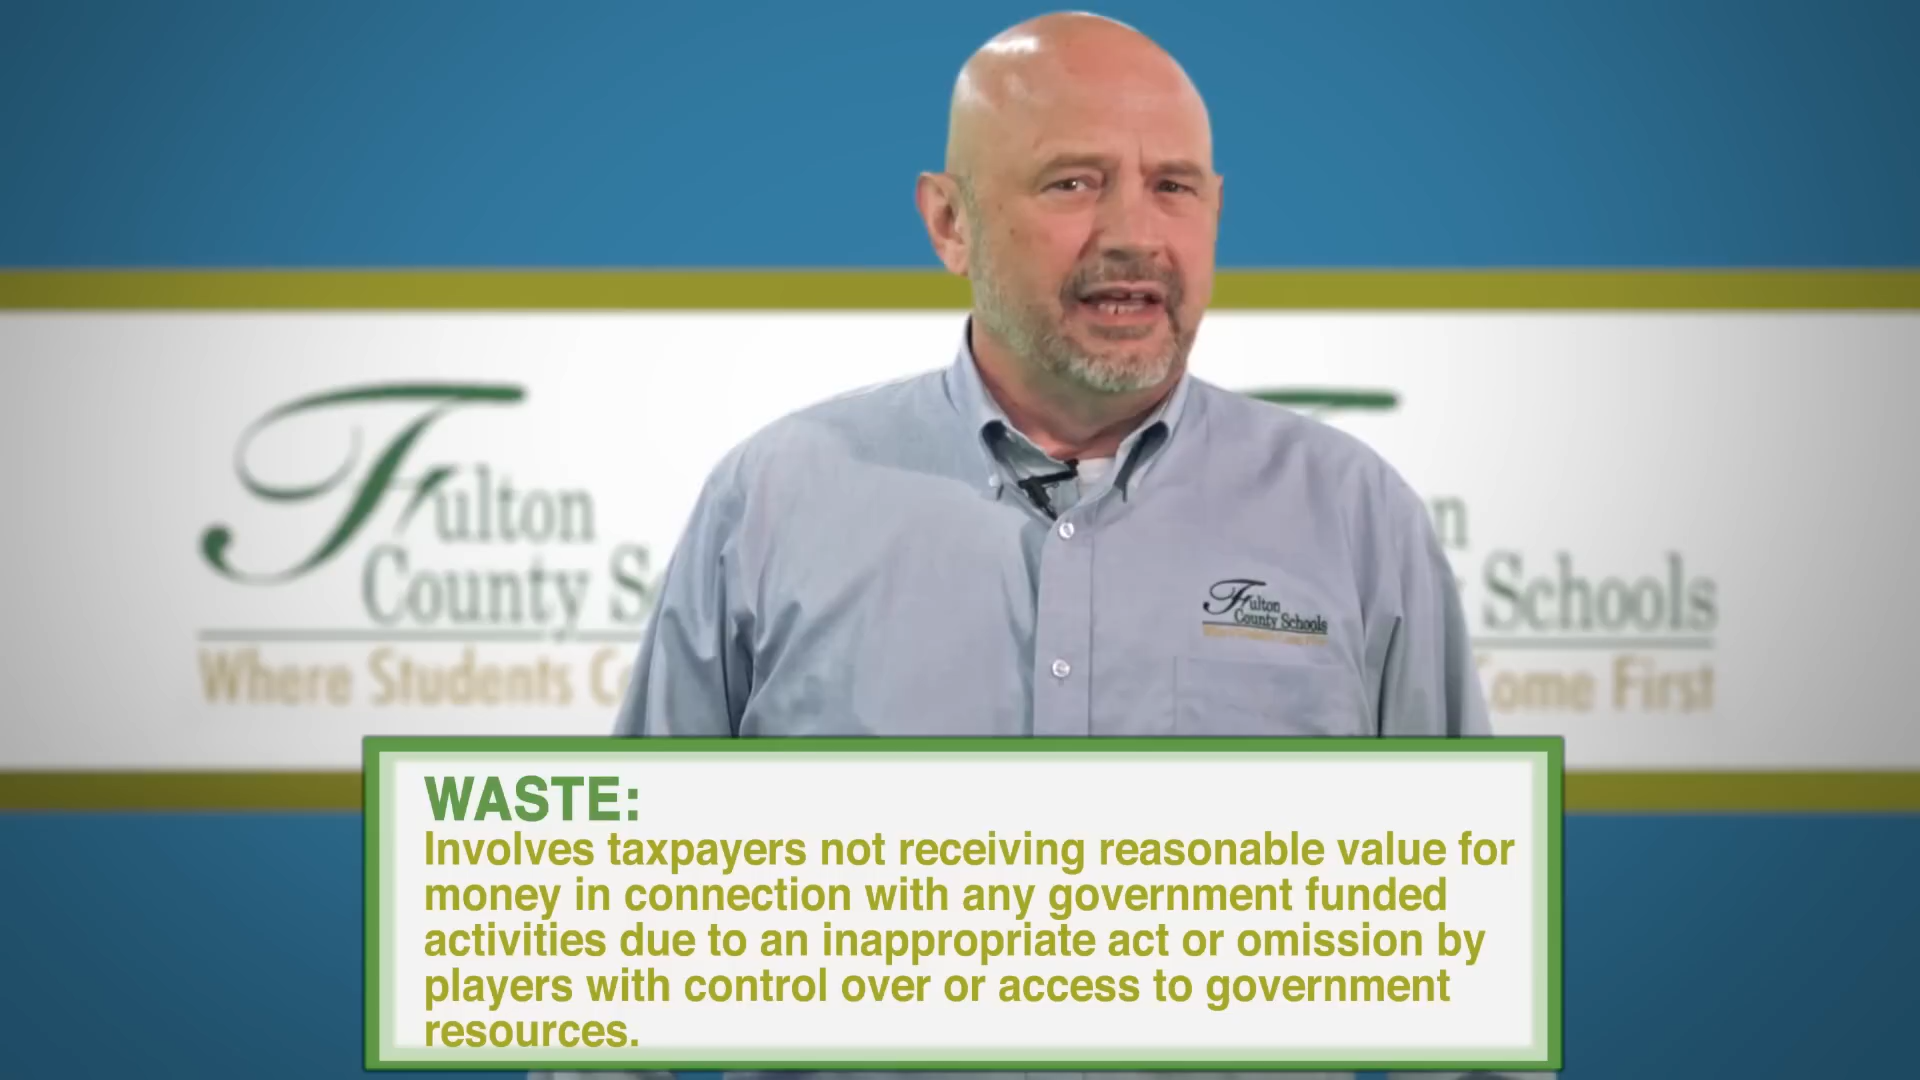 Fulton
County S
Where Students Co
n
Schools
ome First
Fulton
County Schools
WASTE:
Involves taxpayers not receiving reasonable value for
money in connection with any government funded
activities due to an inappropriate act or omission by
players with control over or access to government
resources.